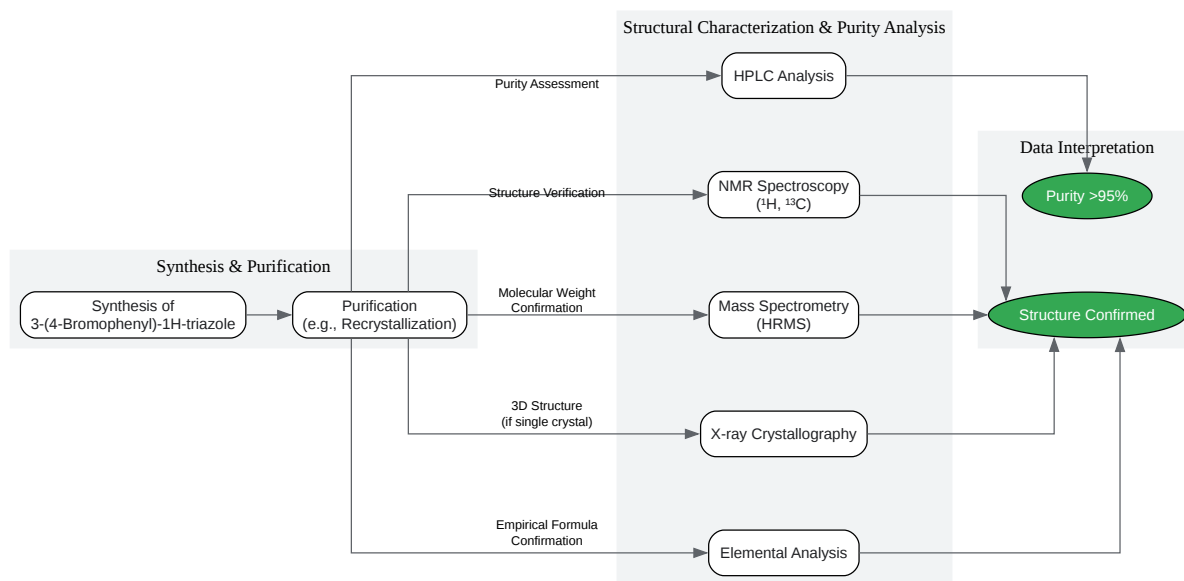 Structural Characterization & Purity Analysis
HPLC Analysis
Purity Assessment
Data Interpretation
NMR Spectroscopy
(¹H, ¹³C)
Structure Verification
Purity >95%
Synthesis & Purification
Synthesis of
3-(4-Bromophenyl)-1H-triazole
Purification
(e.g., Recrystallization)
Molecular Weight
Confirmation
Mass Spectrometry
(HRMS)
Structure Confirmed
3D Structure
(if single crystal)
X-ray Crystallography
Empirical Formula
Confirmation
Elemental Analysis